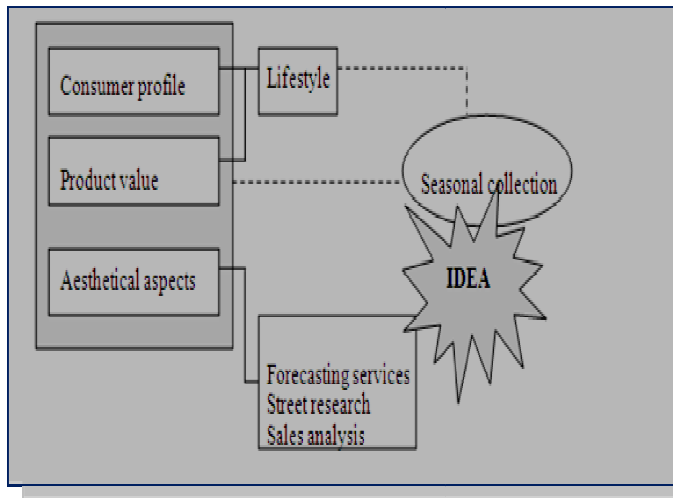 Consumer profile
Lifestyle
Product value
Seasonal collection
Aesthetical aspects
IDEA
Forecasting services
Street research
Sales analysis